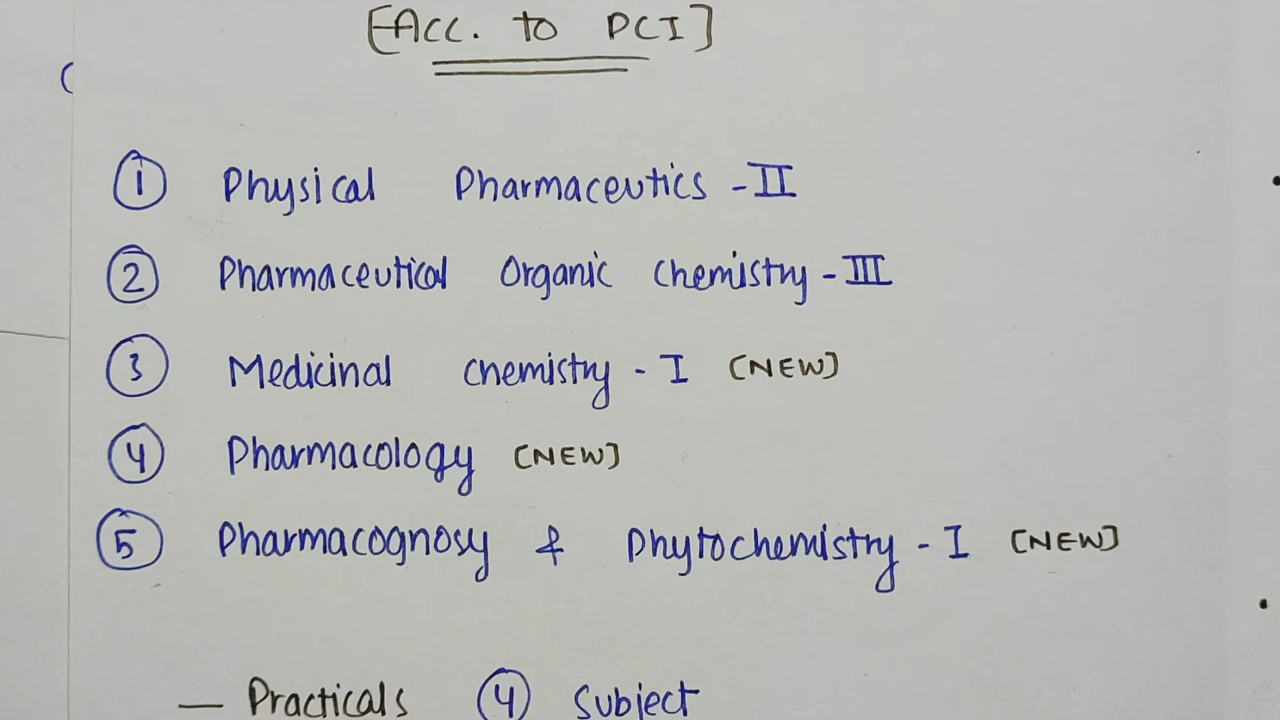 [Acc. to PCI]
1 Physical Pharmaceutics - II
2 Pharmaceutical Organic Chemistry - III
3 Medicinal Chemistry - I [NEW]
4 Pharmacology [NEW]
5 Pharmacognosy & Phytochemistry - I [NEW]
— Practicals 4 Subject